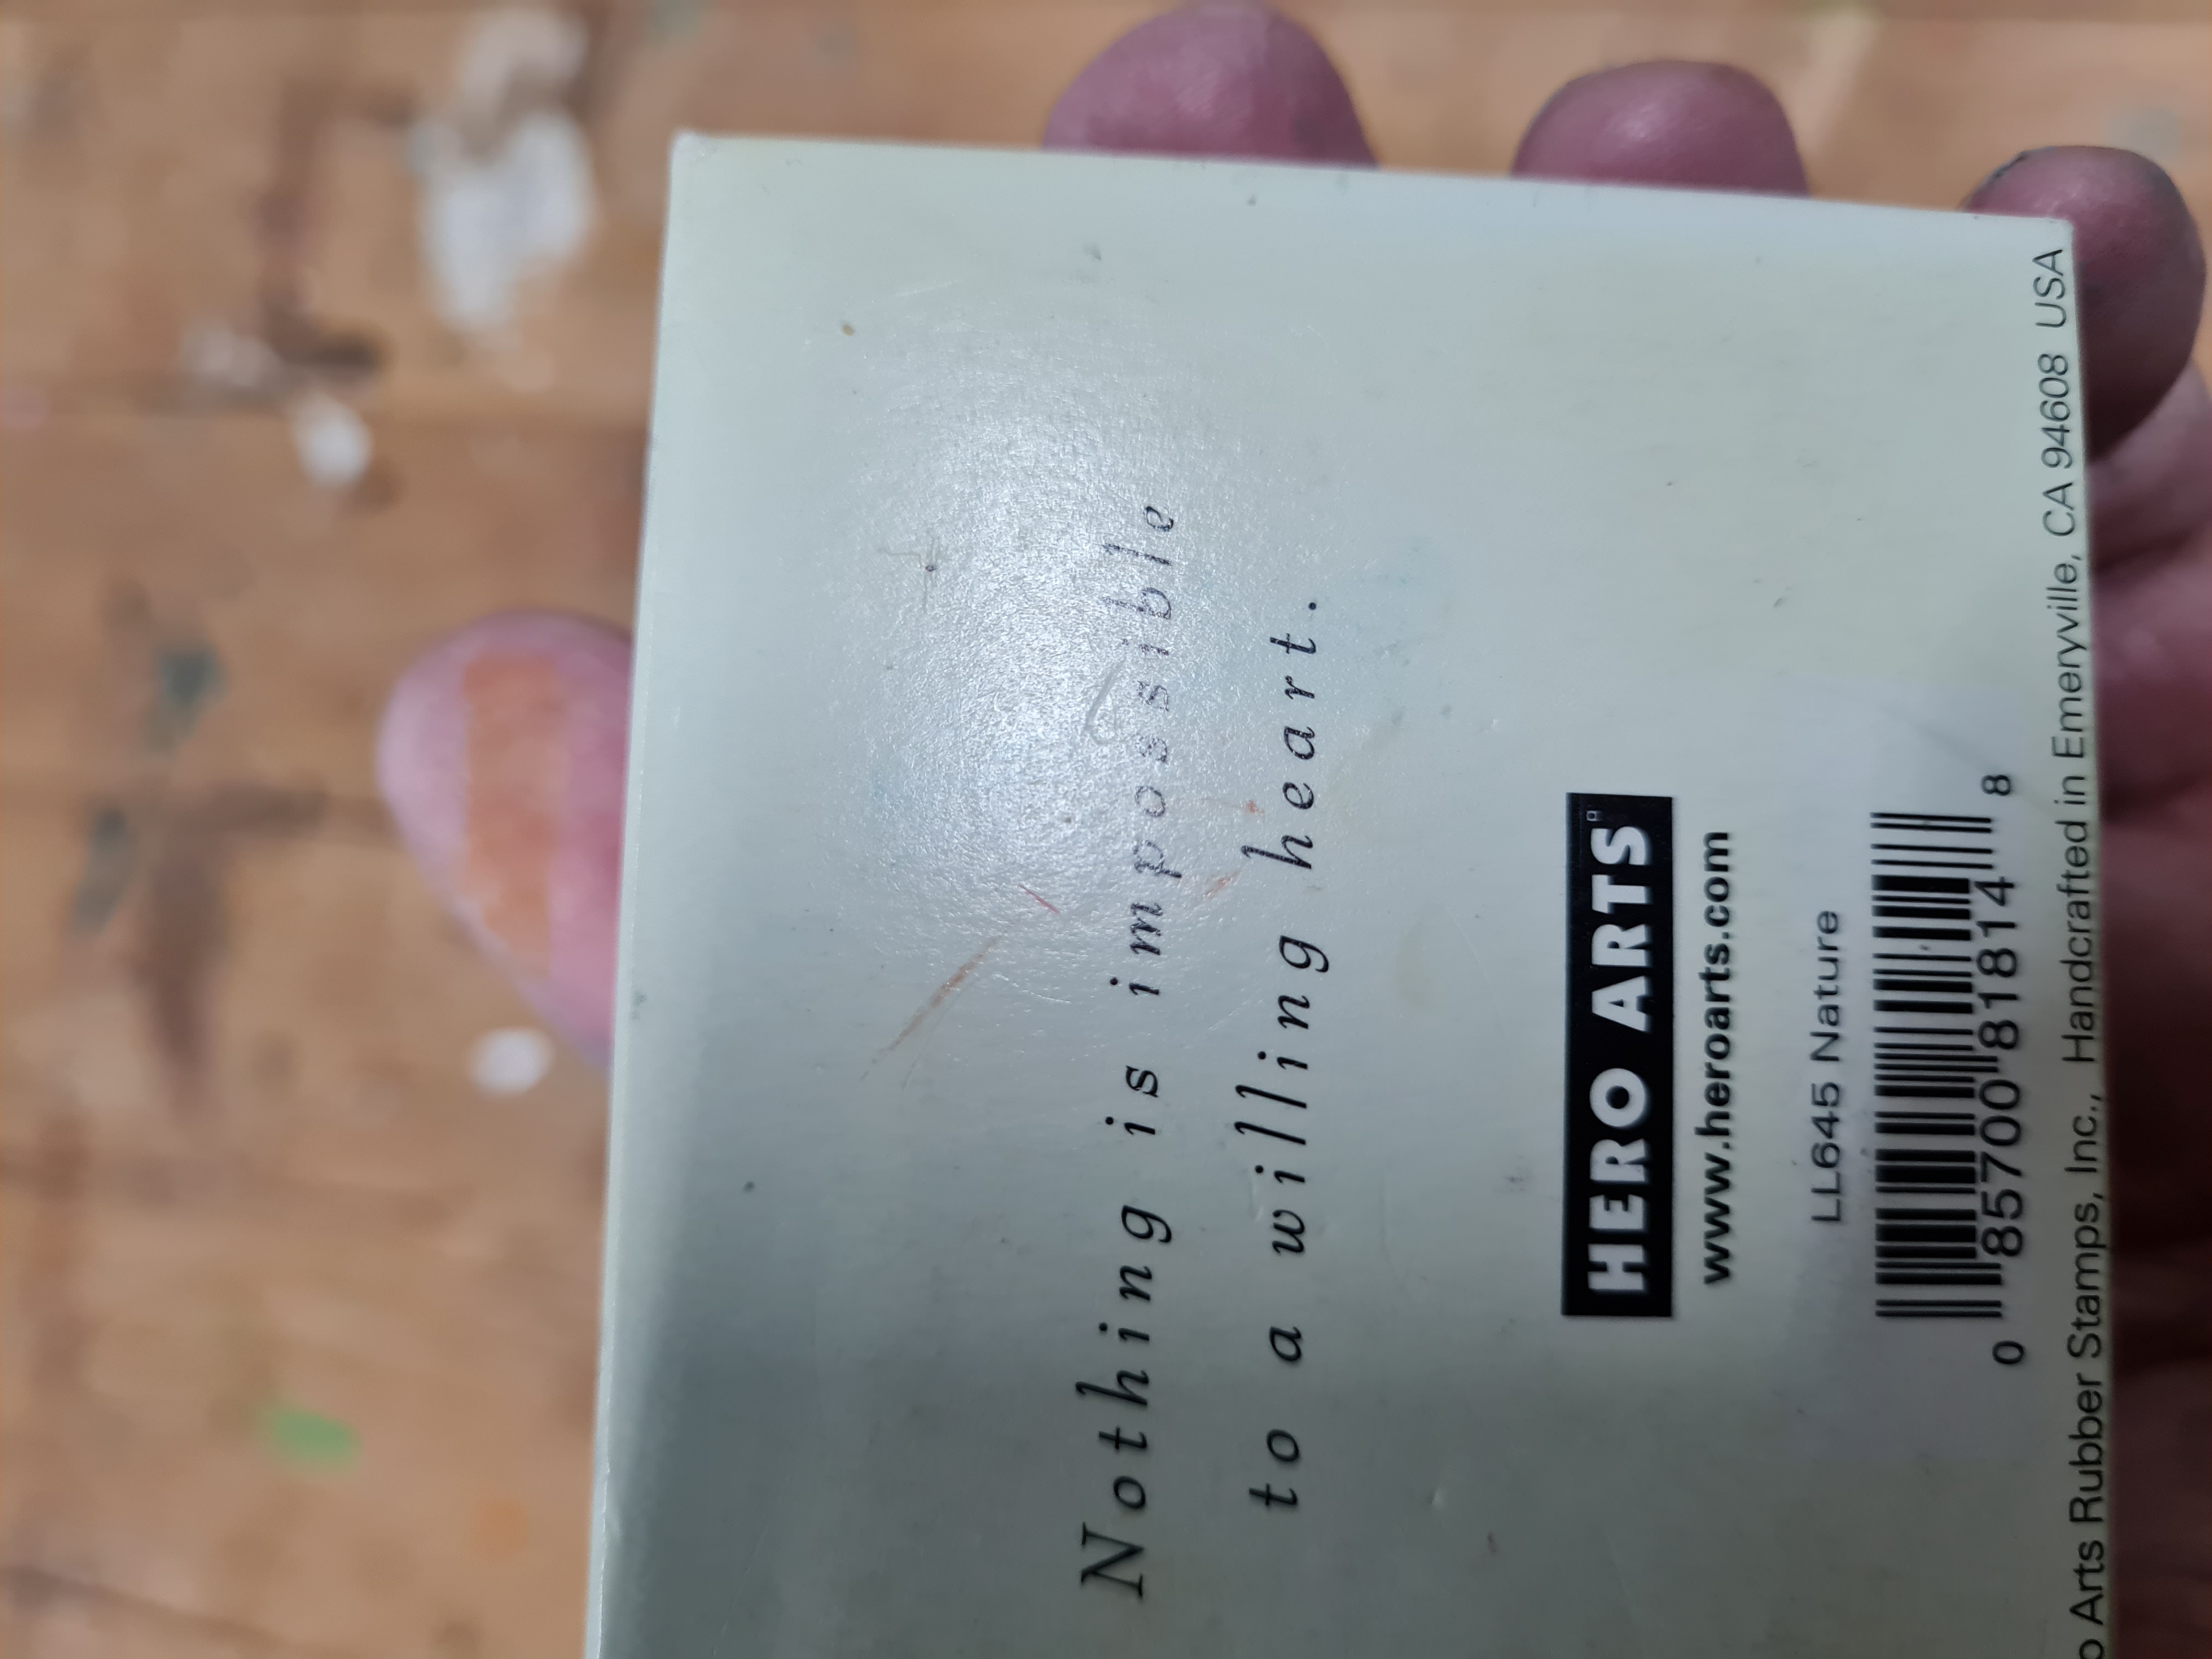 Nothing is impossible
to a willing heart.
HERO ARTS
www.heroarts.com
LL645 Nature
0 85700 81814 8
Arts Rubber Stamps, Inc., Handcrafted in Emeryville, CA 94608 USA